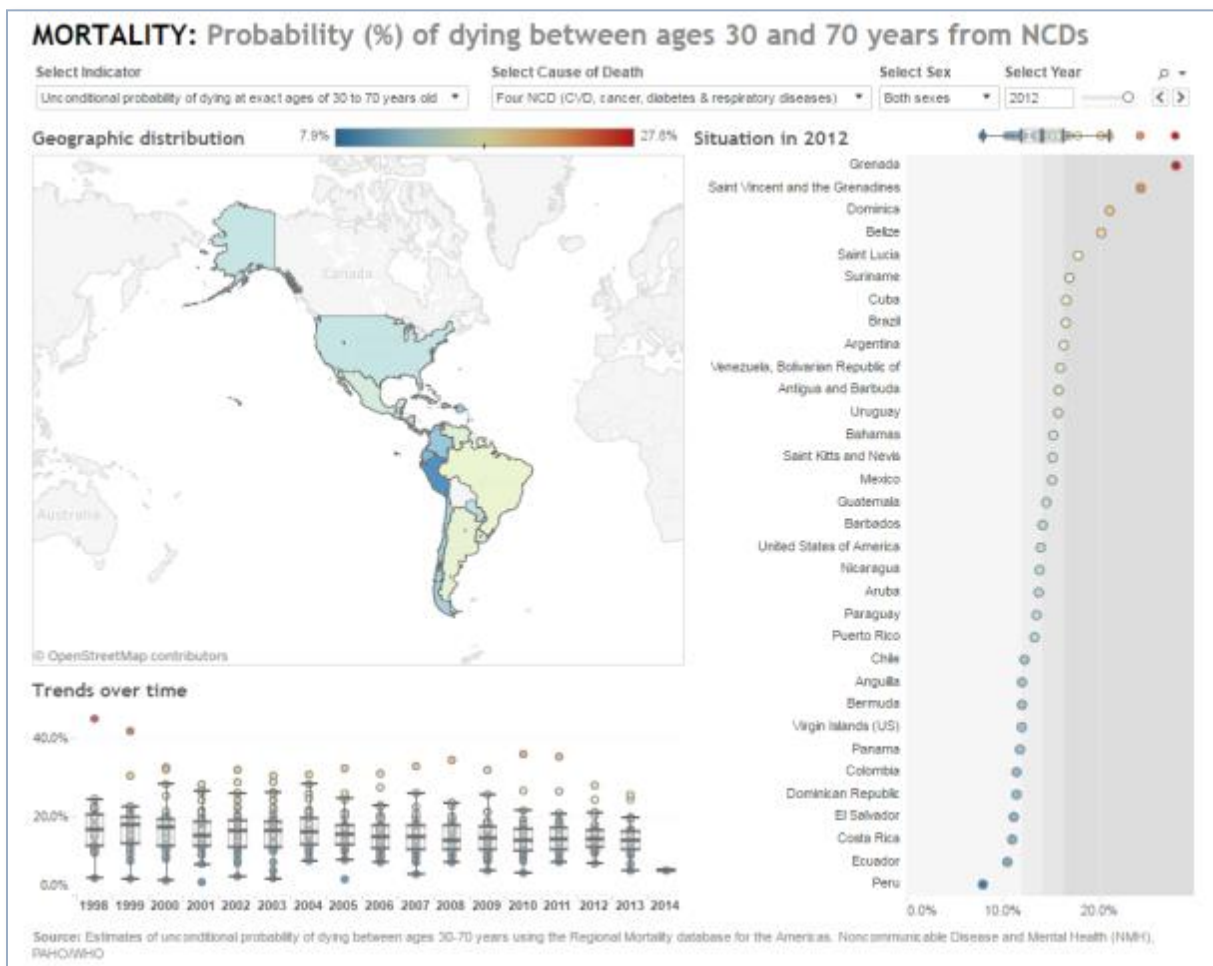 MORTALITY: Probability (%) of dying between ages 30 and 70 years from NCDs
Select Indicator
Select Cause of Death
Select Sex
Select Year
Unconditional probability of dying at exact ages of 30 to 70 years old
Four NCD (CVD, cancer, diabetes & respiratory diseases)
Both sexes
2012
Geographic distribution
7.9%
27.6%
Situation in 2012
Canada
Australia
© OpenStreetMap contributors
Grenada
Saint Vincent and the Grenadines
Dominica
Belize
Saint Lucia
Suriname
Cuba
Brazil
Argentina
Venezuela, Bolivarian Republic of
Antigua and Barbuda
Uruguay
Bahamas
Saint Kitts and Nevis
Mexico
Guatemala
Barbados
United States of America
Nicaragua
Aruba
Paraguay
Puerto Rico
Chile
Anguilla
Bermuda
Virgin Islands (US)
Panama
Colombia
Dominican Republic
El Salvador
Costa Rica
Ecuador
Peru
0.0% 10.0% 20.0%
Trends over time
40.0%
20.0%
0.0%
1998 1999 2000 2001 2002 2003 2004 2005 2006 2007 2008 2009 2010 2011 2012 2013 2014
Source: Estimates of unconditional probability of dying between ages 30-70 years using the Regional Mortality database for the Americas. Noncommunicable Disease and Mental Health (NMH),
PAHO/WHO